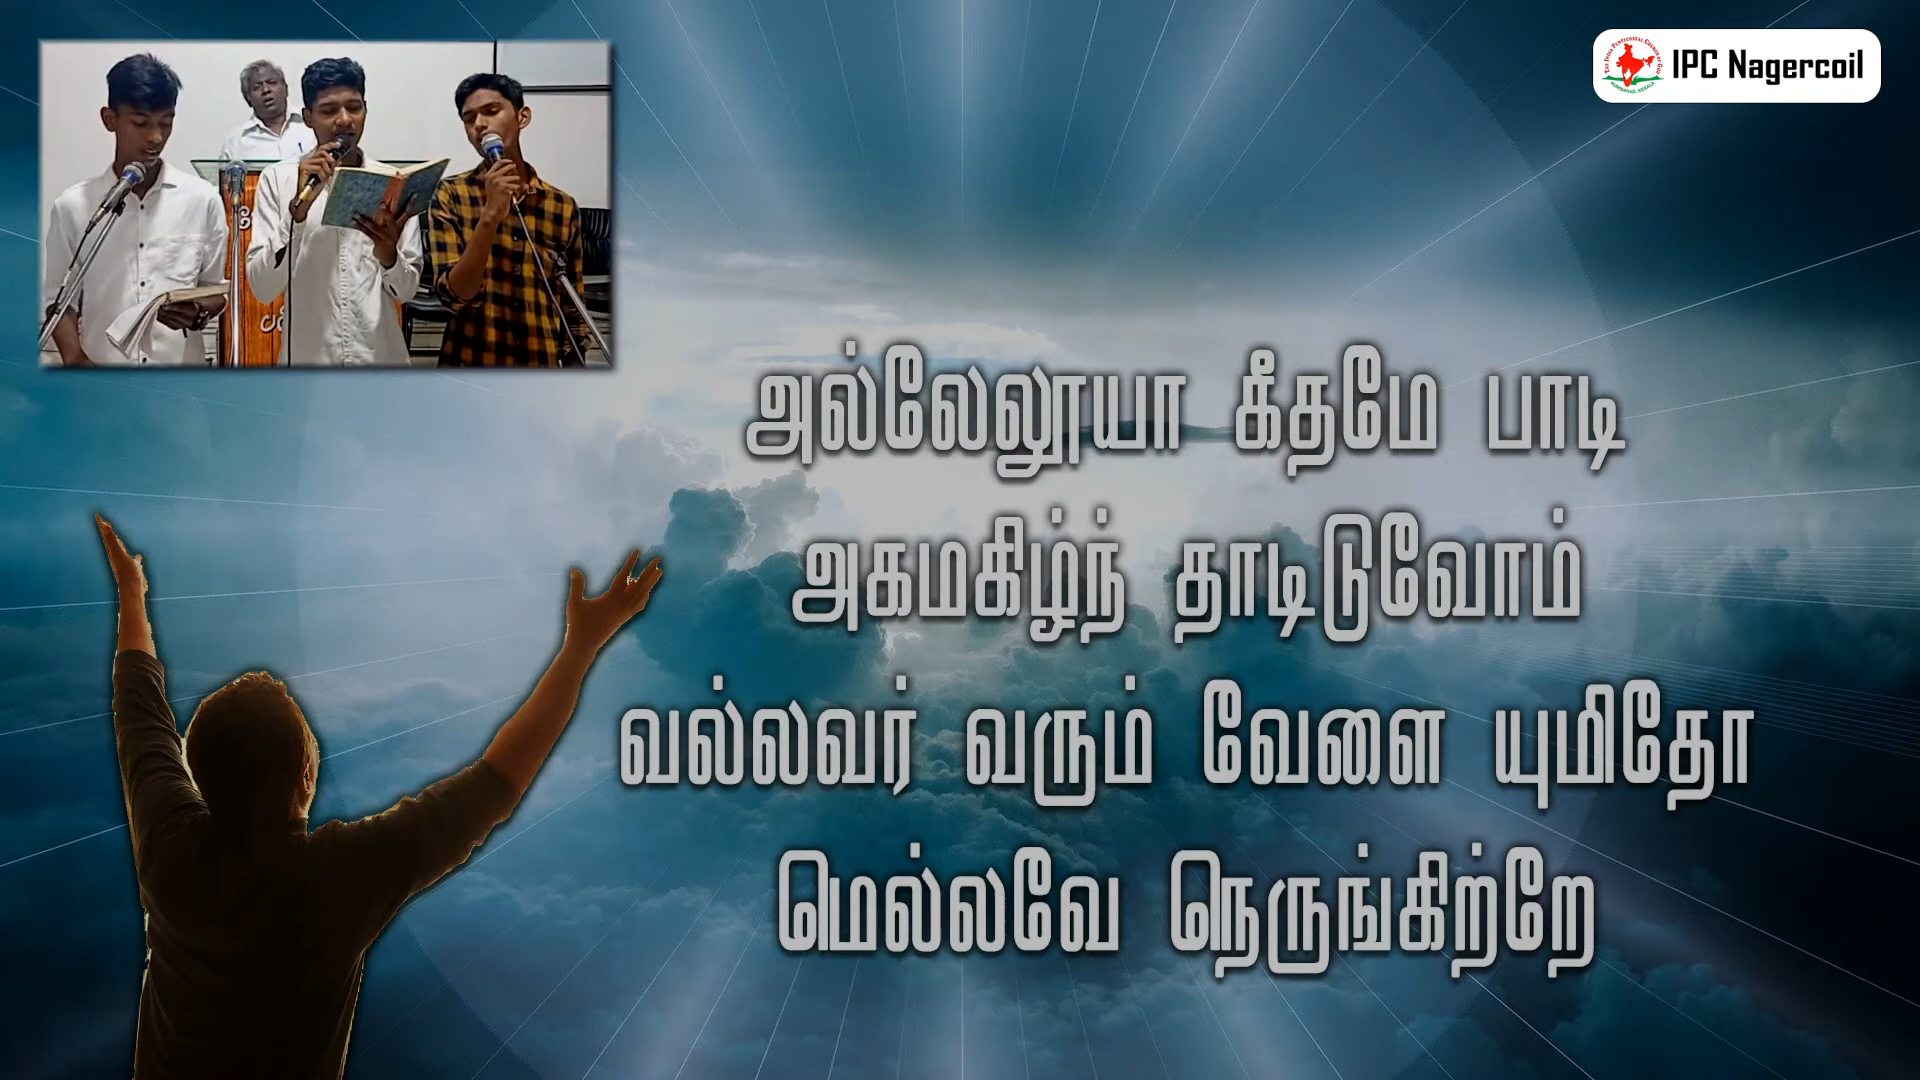 IPC Nagercoil
அல்லேலூயா கீதமே பாடி
அகமகிழ்ந் தாடிடுவோம்
வல்லவர் வரும் வேளை யுமிதோ
மெல்லவே நெருங்கிற்றே